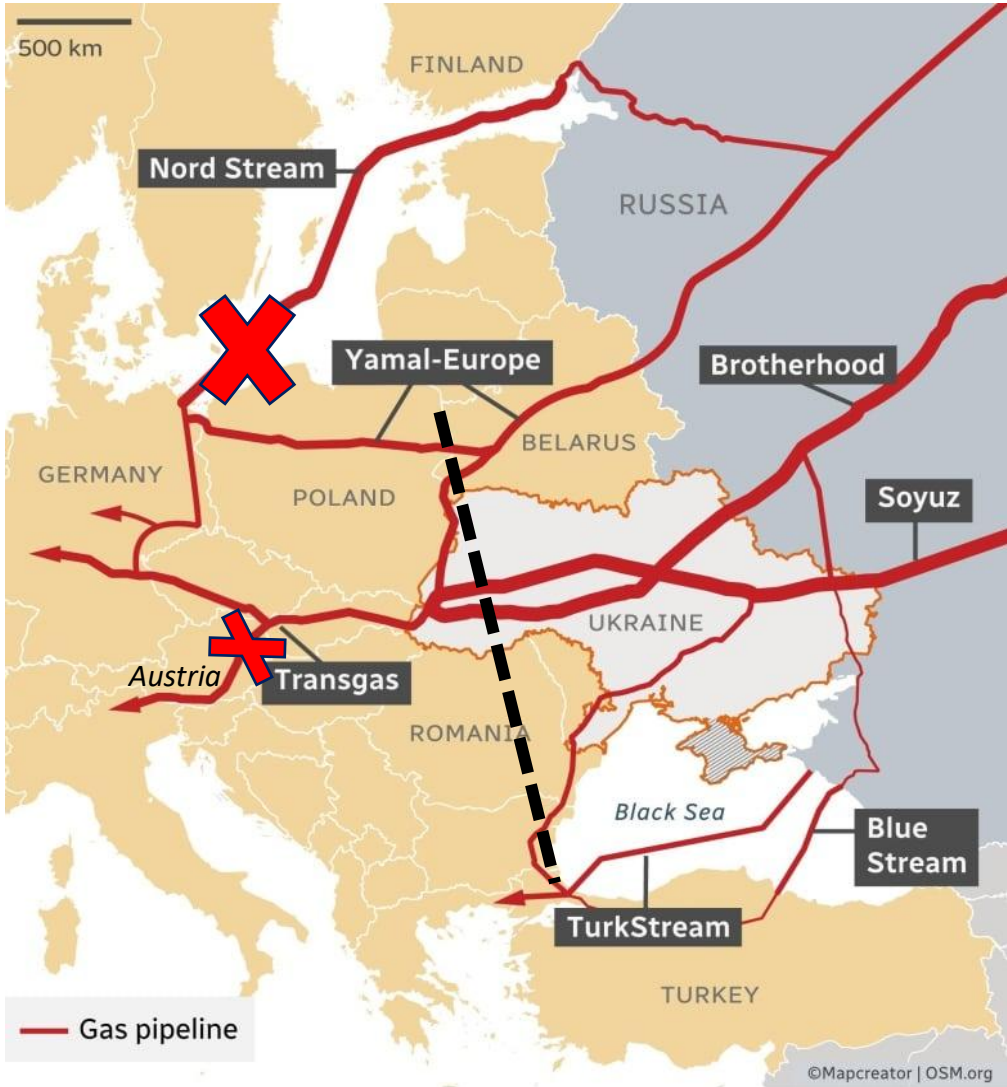 500 km
FINLAND
Nord Stream
RUSSIA
Yamal-Europe
Brotherhood
BELARUS
GERMANY
POLAND
Soyuz
UKRAINE
Austria
Transgas
ROMANIA
Black Sea
Blue
Stream
TurkStream
TURKEY
Gas pipeline
©Mapcreator | OSM.org